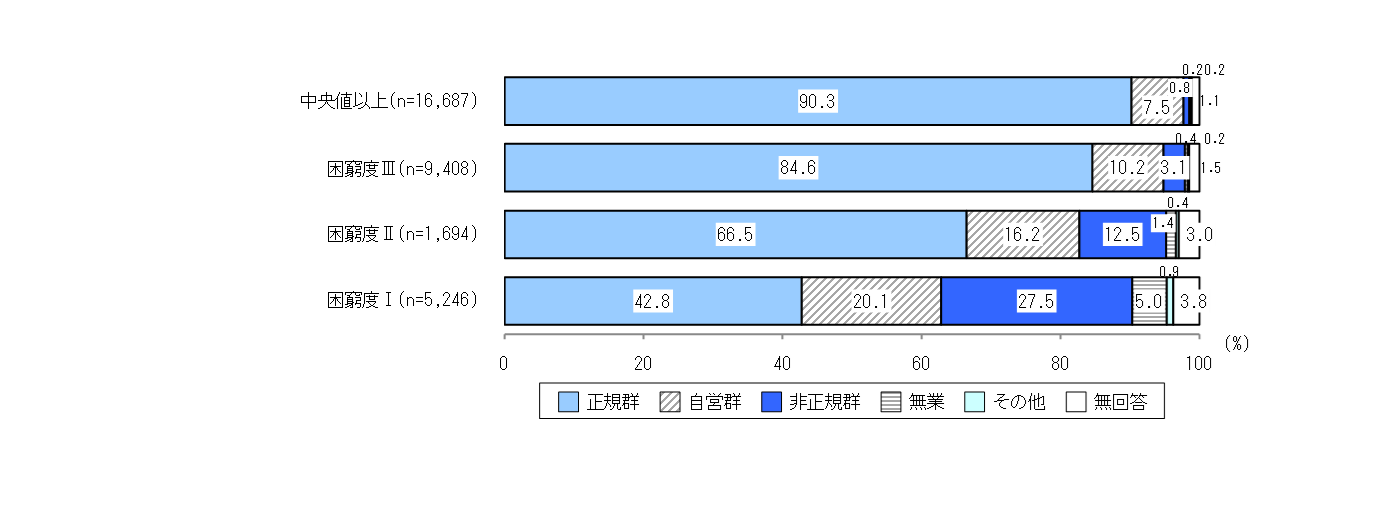 0.2 0.2
中央値以上(n=16,687) 90.3 7.5 0.8 1.1
0.4 0.2
困窮度Ⅲ(n=9,408) 84.6 10.2 3.1 1.5
0.4
困窮度Ⅱ(n=1,694) 66.5 16.2 12.5 1.4 3.0
0.9
困窮度Ⅰ(n=5,246) 42.8 20.1 27.5 5.0 3.8
(%)
0 20 40 60 80 100
正規群 自営群 非正規群 無業 その他 無回答